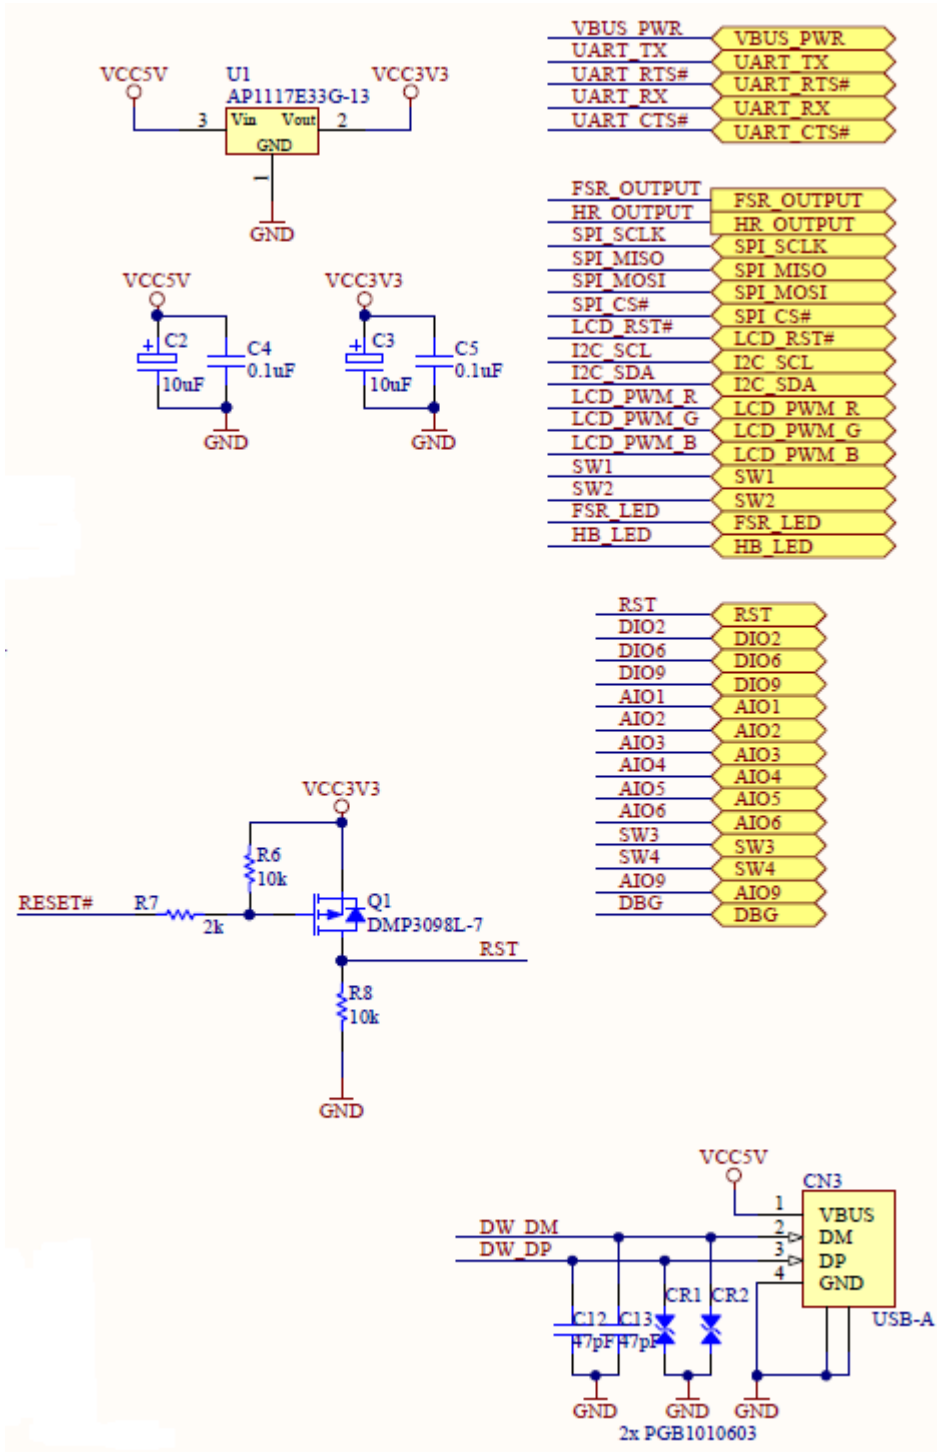 VCC5V
U1
AP1117E33G-13
VCC3V3
3 Vin Vout 2
GND
1
GND
VCC5V
C2
10uF
C4
0.1uF
GND
VCC3V3
C3
10uF
C5
0.1uF
GND
VBUS_PWR VBUS_PWR
UART_TX UART_TX
UART_RTS# UART_RTS#
UART_RX UART_RX
UART_CTS# UART_CTS#
FSR_OUTPUT FSR_OUTPUT
HR_OUTPUT HR_OUTPUT
SPI_SCLK SPI_SCLK
SPI_MISO SPI_MISO
SPI_MOSI SPI_MOSI
SPI_CS# SPI_CS#
LCD_RST# LCD_RST#
I2C_SCL I2C_SCL
I2C_SDA I2C_SDA
LCD_PWM_R LCD_PWM_R
LCD_PWM_G LCD_PWM_G
LCD_PWM_B LCD_PWM_B
SW1 SW1
SW2 SW2
FSR_LED FSR_LED
HB_LED HB_LED
RST RST
DIO2 DIO2
DIO6 DIO6
DIO9 DIO9
AIO1 AIO1
AIO2 AIO2
AIO3 AIO3
AIO4 AIO4
AIO5 AIO5
AIO6 AIO6
SW3 SW3
SW4 SW4
AIO9 AIO9
DBG DBG
VCC3V3
R6
10k
RESET# R7
2k
Q1
DMP3098L-7
RST
R8
10k
GND
VCC5V
CN3
1 VBUS
DW_DM 2 DM
DW_DP 3 DP
4 GND
USB-A
CR1 CR2
C12 C13
47pF 47pF
GND GND GND
2x PGB1010603